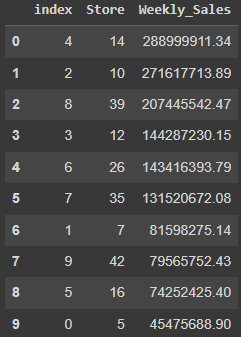 index Store Weekly_Sales
0 4 14 288999911.34
1 2 10 271617713.89
2 8 39 207445542.47
3 3 12 144287230.15
4 6 26 143416393.79
5 7 35 131520672.08
6 1 7 81598275.14
7 9 42 79565752.43
8 5 16 74252425.40
9 0 5 45475688.90